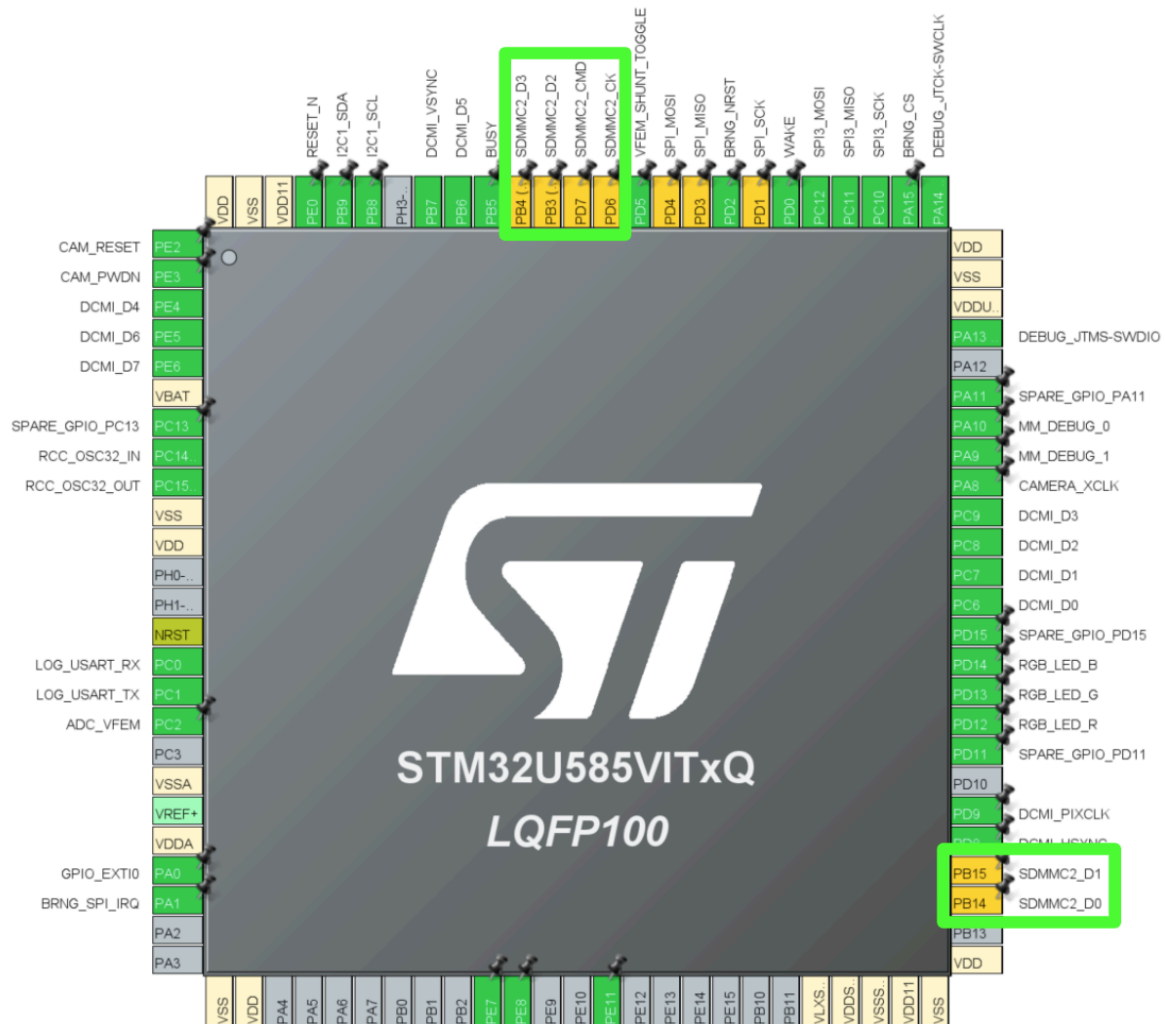 RESET_N
I2C1_SDA
I2C1_SCL
DCMI_VSYNC
DCMI_D5
BUSY
SDMMC2_D3
SDMMC2_D2
SDMMC2_CMD
SDMMC2_CK
VFEM_SHUNT_TOGGLE
SPI_MOSI
SPI_MISO
BRNG_NRST
SPI_SCK
WAKE
SPI3_MOSI
SPI3_MISO
SPI3_SCK
BRNG_CS
DEBUG_JTCK-SWCLK
VDD
VSS
VDD11
PE0
PB9
PB8
PH3-..
PB7
PB6
PB5
PB4 (..
PB3 (..
PD7
PD6
PD5
PD4
PD3
PD2
PD1
PD0
PC12
PC11
PC10
PA15
PA14
CAM_RESET PE2
CAM_PWDN PE3
DCMI_D4 PE4
DCMI_D6 PE5
DCMI_D7 PE6
VBAT
SPARE_GPIO_PC13 PC13
RCC_OSC32_IN PC14..
RCC_OSC32_OUT PC15..
VSS
VDD
PH0-..
PH1-..
NRST
LOG_USART_RX PC0
LOG_USART_TX PC1
ADC_VFEM PC2
PC3
VSSA
VREF+
VDDA
GPIO_EXTI0 PA0
BRNG_SPI_IRQ PA1
PA2
PA3
STM32U585VITxQ
LQFP100
VDD
VSS
VDDU..
PA13 DEBUG_JTMS-SWDIO
PA12
PA11 SPARE_GPIO_PA11
PA10 MM_DEBUG_0
PA9 MM_DEBUG_1
PA8 CAMERA_XCLK
PC9 DCMI_D3
PC8 DCMI_D2
PC7 DCMI_D1
PC6 DCMI_D0
PD15 SPARE_GPIO_PD15
PD14 RGB_LED_B
PD13 RGB_LED_G
PD12 RGB_LED_R
PD11 SPARE_GPIO_PD11
PD10
PD9 DCMI_PIXCLK
PD8 DCMI_HSYNC
PB15 SDMMC2_D1
PB14 SDMMC2_D0
PB13
VDD
VSS
VDD
PA4
PA5
PA6
PA7
PB0
PB1
PB2
PE7
PE8
PE9
PE10
PE11
PE12
PE13
PE14
PE15
PB10
PB11
VLXS..
VDDS..
VSSS..
VDD11
VSS